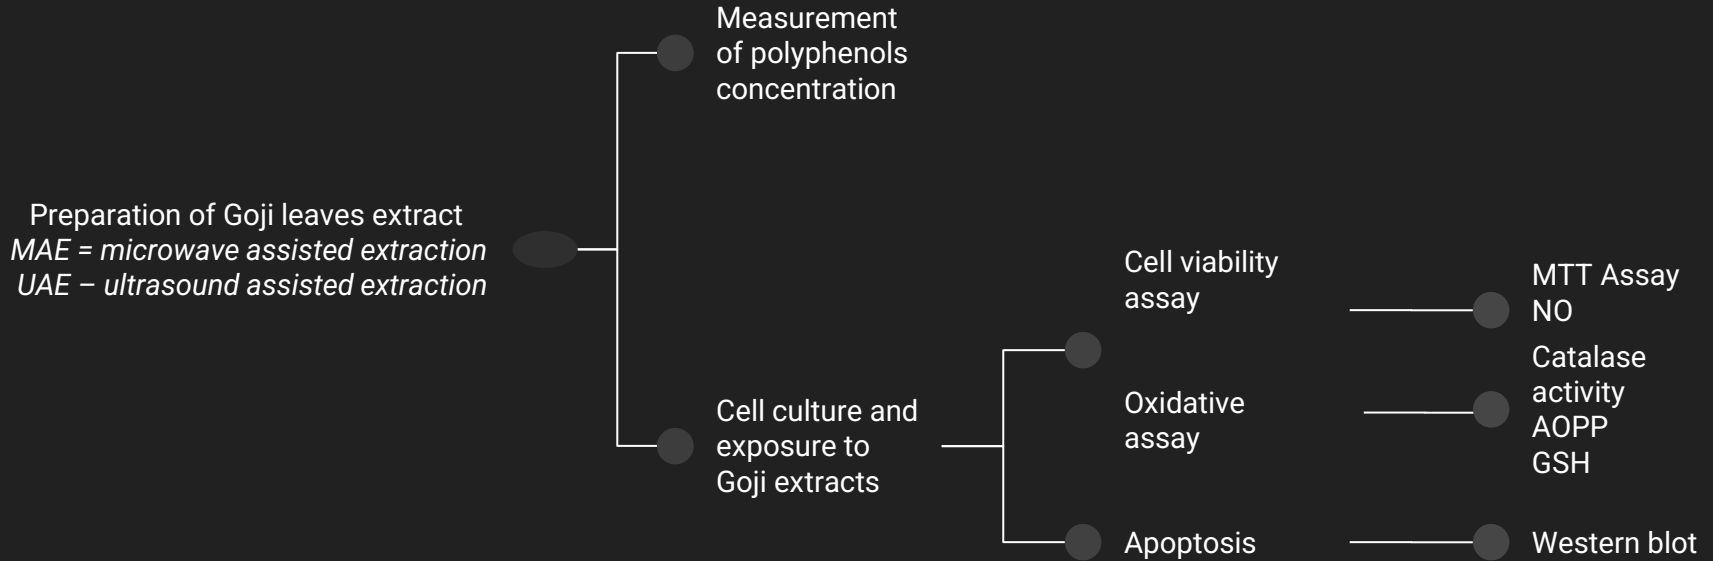 Measurement
of polyphenols
concentration
Preparation of Goji leaves extract
MAE = microwave assisted extraction
UAE – ultrasound assisted extraction
Cell culture and
exposure to
Goji extracts
Cell viability
assay
MTT Assay
NO
Oxidative
assay
Catalase
activity
AOPP
GSH
Apoptosis
Western blot